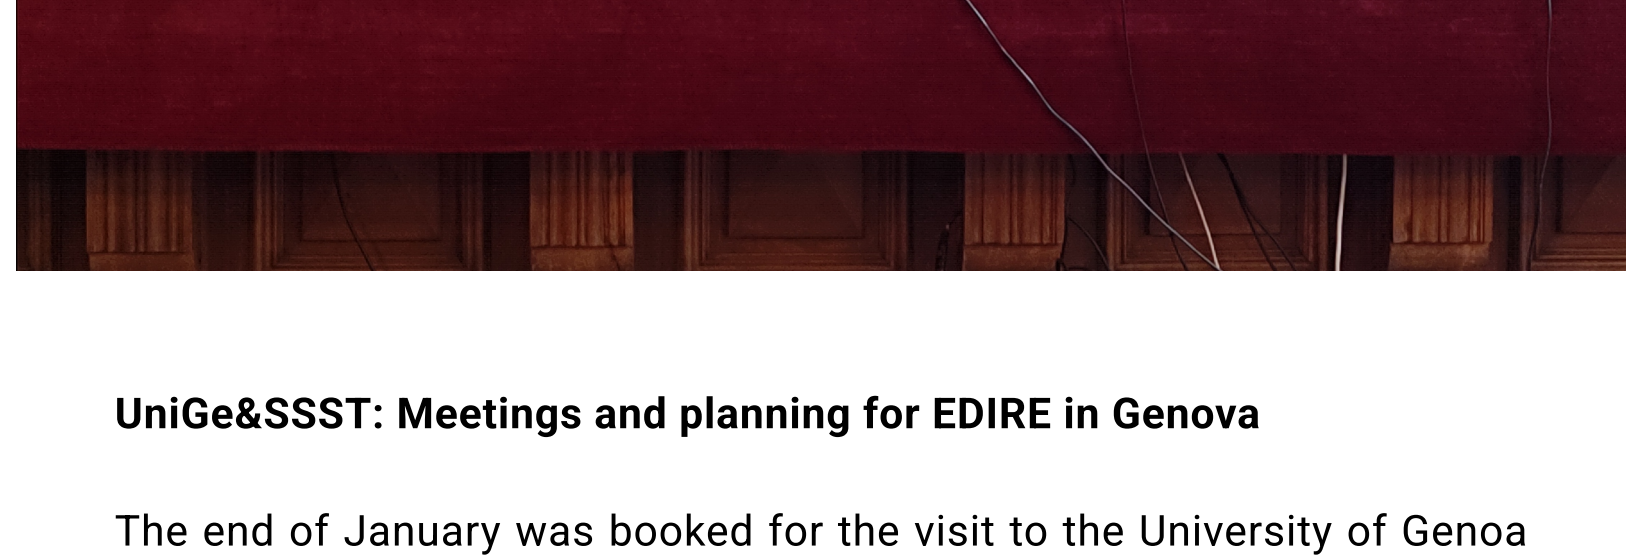 UniGe&SSST: Meetings and planning for EDIRE in Genova
The end of January was booked for the visit to the University of Genoa